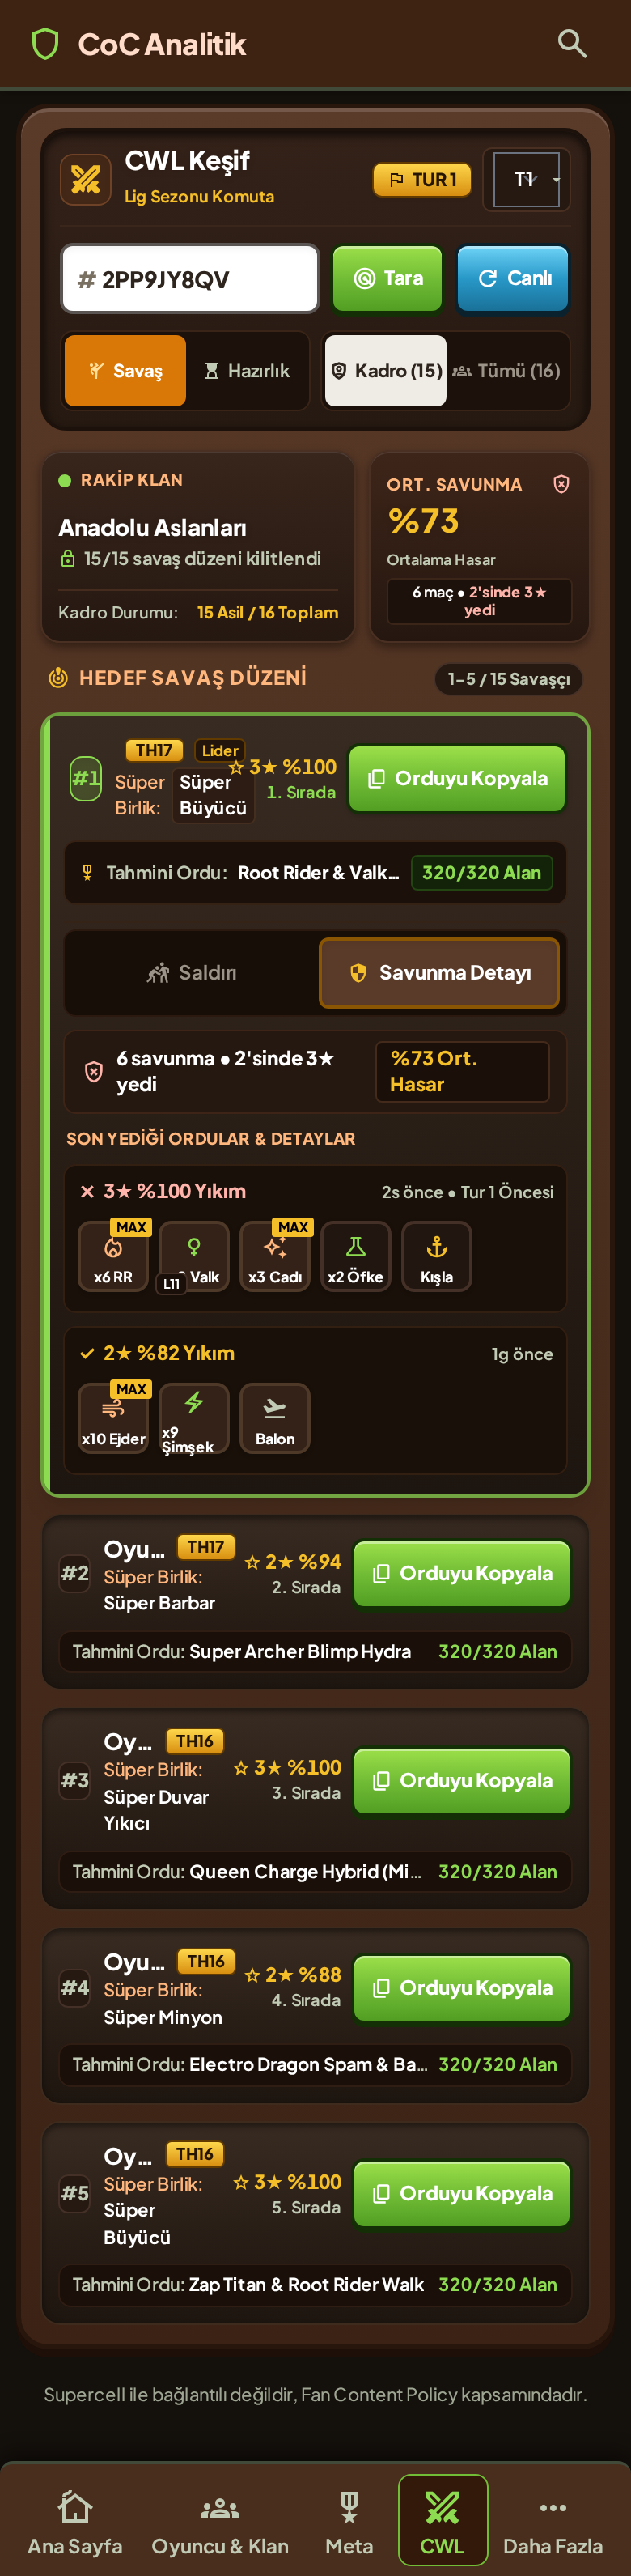 CoC Analitik
CWL Keşif
Lig Sezonu Komuta
TUR 1
T1
# 2PP9JY8QV
Tara
Canlı
Savaş
Hazırlık
Kadro (15)
Tümü (16)
RAKİP KLAN
Anadolu Aslanları
15/15 savaş düzeni kilitlendi
Kadro Durumu: 15 Asil / 16 Toplam
ORT. SAVUNMA
%73
Ortalama Hasar
6 maç • 2'sinde 3★
yedi
HEDEF SAVAŞ DÜZENİ
1-5 / 15 Savaşçı
#1
TH17
Lider
Süper
Birlik:
Süper
Büyücü
☆ 3★ %100
1. Sırada
Orduyu Kopyala
Tahmini Ordu: Root Rider & Valk...
320/320 Alan
Saldırı
Savunma Detayı
6 savunma • 2'sinde 3★
yedi
%73 Ort.
Hasar
SON YEDİĞİ ORDULAR & DETAYLAR
✕ 3★ %100 Yıkım
2s önce • Tur 1 Öncesi
MAX
x6 RR
L11
Valk
MAX
x3 Cadı
x2 Öfke
Kışla
✓ 2★ %82 Yıkım
1g önce
MAX
x10 Ejder
x9
Şimşek
Balon
#2
Oyu...
TH17
Süper Birlik:
Süper Barbar
☆ 2★ %94
2. Sırada
Orduyu Kopyala
Tahmini Ordu: Super Archer Blimp Hydra
320/320 Alan
#3
Oy...
TH16
Süper Birlik:
Süper Duvar
Yıkıcı
☆ 3★ %100
3. Sırada
Orduyu Kopyala
Tahmini Ordu: Queen Charge Hybrid (Mi...
320/320 Alan
#4
Oyu...
TH16
Süper Birlik:
Süper Minyon
☆ 2★ %88
4. Sırada
Orduyu Kopyala
Tahmini Ordu: Electro Dragon Spam & Ba...
320/320 Alan
#5
Oy...
TH16
Süper Birlik:
Süper
Büyücü
☆ 3★ %100
5. Sırada
Orduyu Kopyala
Tahmini Ordu: Zap Titan & Root Rider Walk
320/320 Alan
Supercell ile bağlantılı değildir, Fan Content Policy kapsamındadır.
Ana Sayfa
Oyuncu & Klan
Meta
CWL
Daha Fazla